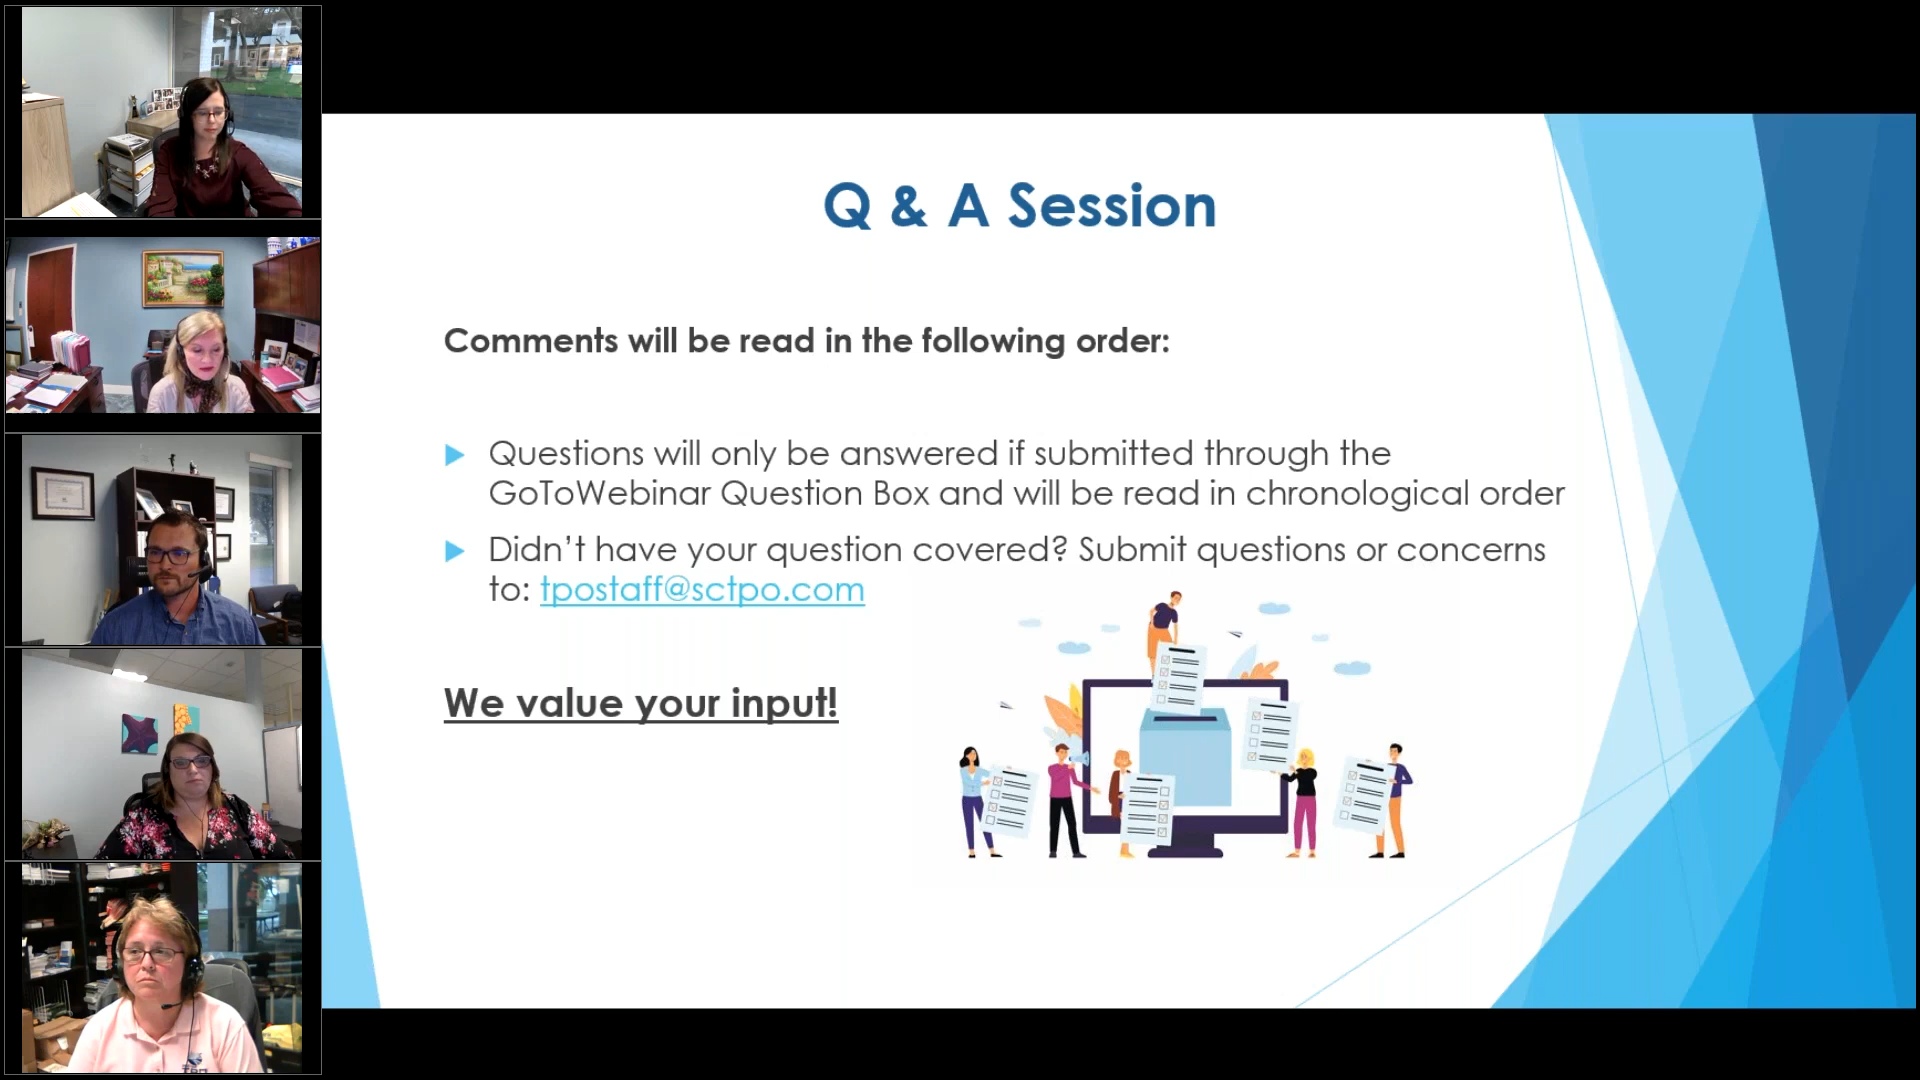 Q & A Session
Comments will be read in the following order:
Questions will only be answered if submitted through the
GoToWebinar Question Box and will be read in chronological order
Didn't have your question covered? Submit questions or concerns
to: tpostaff@sctpo.com
We value your input!